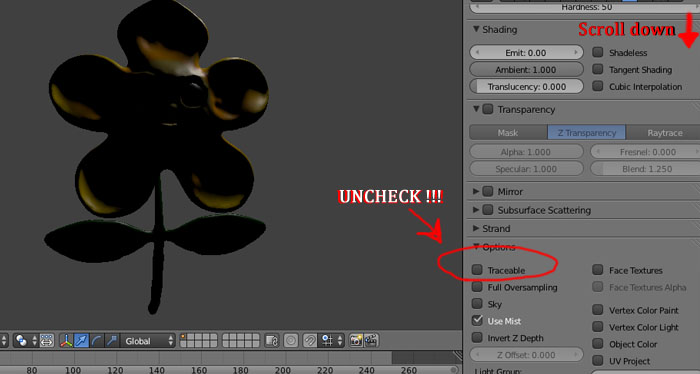 Hardness: 50
Scroll down
Shading
Emit: 0.00
Shadeless
Ambient: 1.000
Tangent Shading
Translucency: 0.000
Cubic Interpolation
Transparency
Mask
Z Transparency
Raytrace
Alpha: 1.000
Fresnel: 0.000
Specular: 1.000
Blend: 1.250
UNCHECK !!!
Mirror
Subsurface Scattering
Strand
Options
Traceable
Face Textures
Full Oversampling
Face Textures Alpha
Sky
Vertex Color Paint
Use Mist
Vertex Color Light
Invert Z Depth
Object Color
Z Offset: 0.000
UV Project
Light Group:
Global
80 100 120 140 160 180 200 220 240 260